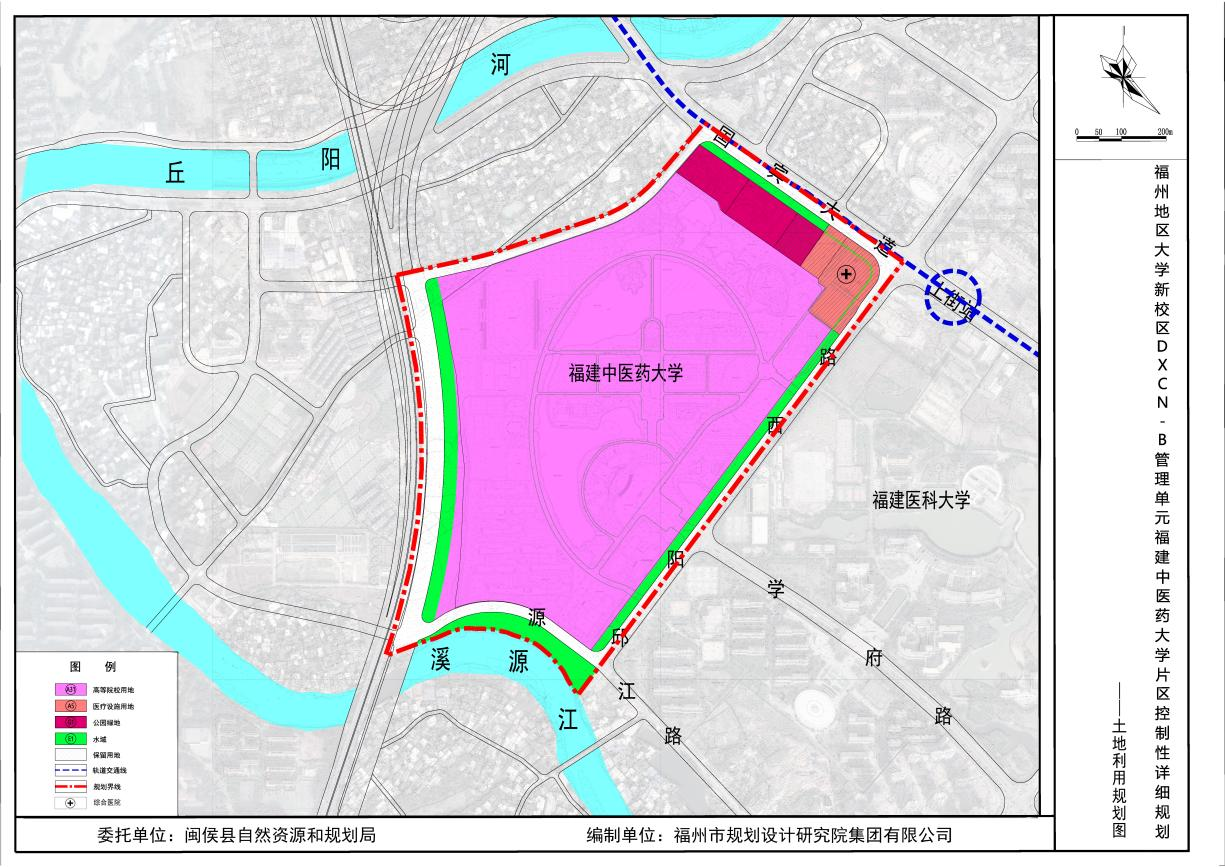 河
丘
阳
国
宾
大
道
上街站
福建中医药大学
路
西
阳
邱
福建医科大学
学
府
路
源
江
路
溪
源
江
0 50 100 200m
福州地区大学新校区DXCN-B管理单元福建中医药大学片区控制性详细规划
——土地利用规划图
图 例
A31 高等院校用地
A5 医疗设施用地
公园绿地
E1 水域
保留用地
轨道交通线
规划界线
综合医院
委托单位：闽侯县自然资源和规划局
编制单位：福州市规划设计研究院集团有限公司